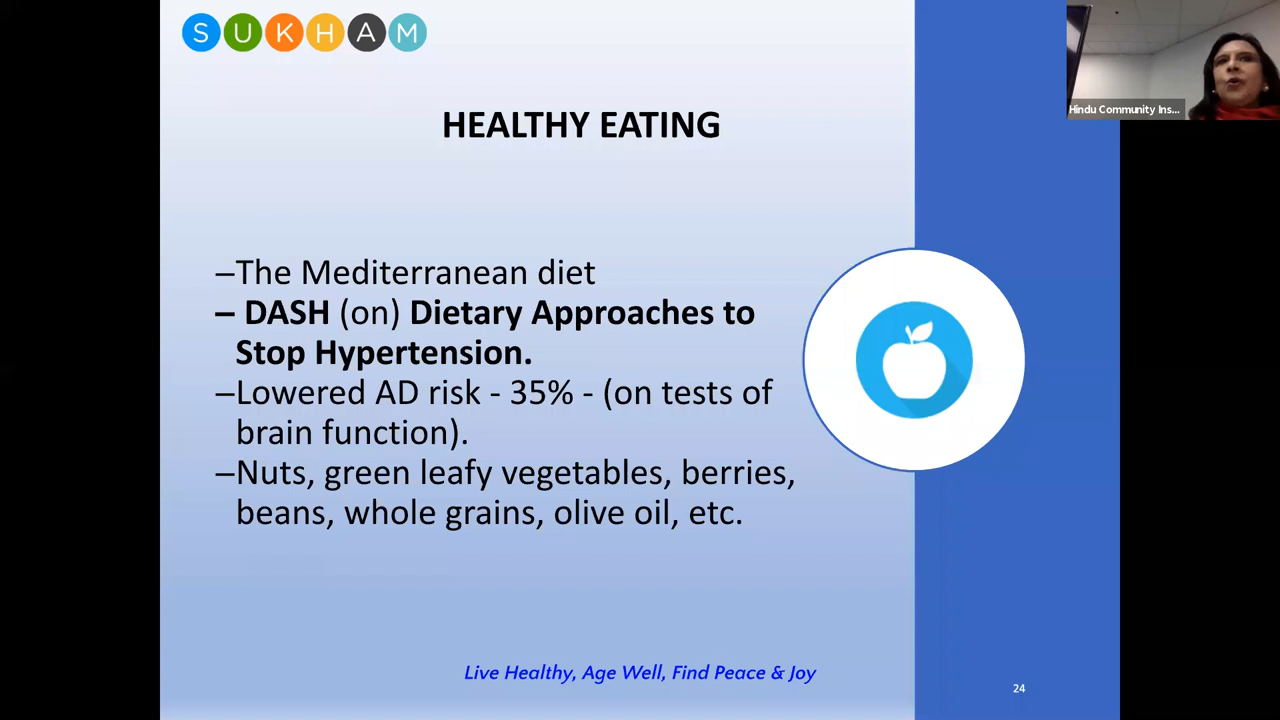 SUKHAM
Hindu Community Ins...
HEALTHY EATING
–The Mediterranean diet
– DASH (on) Dietary Approaches to
Stop Hypertension.
–Lowered AD risk - 35% - (on tests of
brain function).
–Nuts, green leafy vegetables, berries,
beans, whole grains, olive oil, etc.
Live Healthy, Age Well, Find Peace & Joy
24